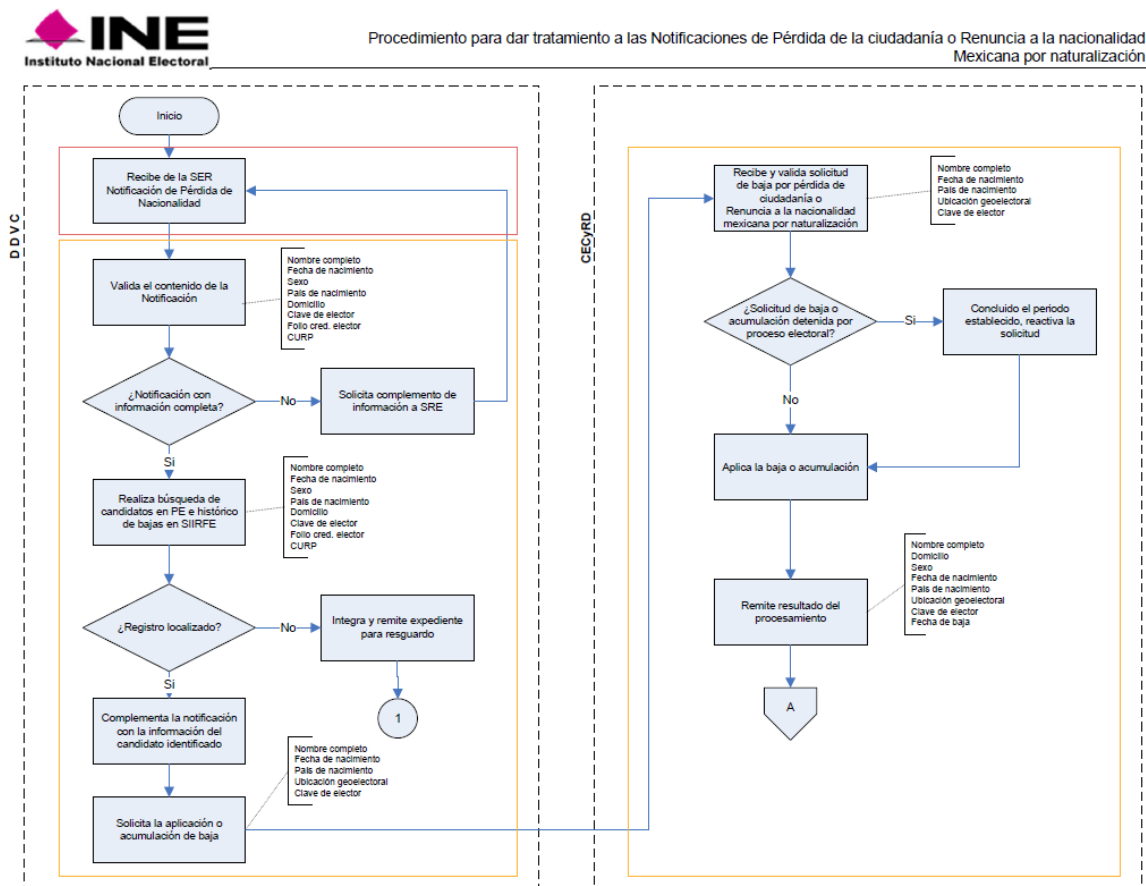 INE
Instituto Nacional Electoral
Procedimiento para dar tratamiento a las Notificaciones de Pérdida de la ciudadanía o Renuncia a la nacionalidad
Mexicana por naturalización
DDVC
Inicio
Recibe de la SER
Notificación de Pérdida de
Nacionalidad
Valida el contenido de la
Notificación
Nombre completo
Fecha de nacimiento
Sexo
País de nacimiento
Domicilio
Clave de elector
Folio cred. elector
CURP
¿Notificación con
información completa?
No
Solicita complemento de
información a SRE
Si
Realiza búsqueda de
candidatos en PE e histórico
de bajas en SIIRFE
Nombre completo
Fecha de nacimiento
Sexo
País de nacimiento
Domicilio
Clave de elector
Folio cred. elector
CURP
¿Registro localizado?
No
Integra y remite expediente
para resguardo
1
Si
Complementa la notificación
con la información del
candidato identificado
Nombre completo
Fecha de nacimiento
País de nacimiento
Ubicación geoelectoral
Clave de elector
Solicita la aplicación o
acumulación de baja
CECyRD
Recibe y valida solicitud
de baja por pérdida de
ciudadanía o
Renuncia a la nacionalidad
mexicana por naturalización
Nombre completo
Fecha de nacimiento
País de nacimiento
Ubicación geoelectoral
Clave de elector
¿Solicitud de baja o
acumulación detenida por
proceso electoral?
Si
Concluido el periodo
establecido, reactiva la
solicitud
No
Aplica la baja o acumulación
Remite resultado del
procesamiento
Nombre completo
Domicilio
Sexo
Fecha de nacimiento
País de nacimiento
Ubicación geoelectoral
Clave de elector
Fecha de baja
A